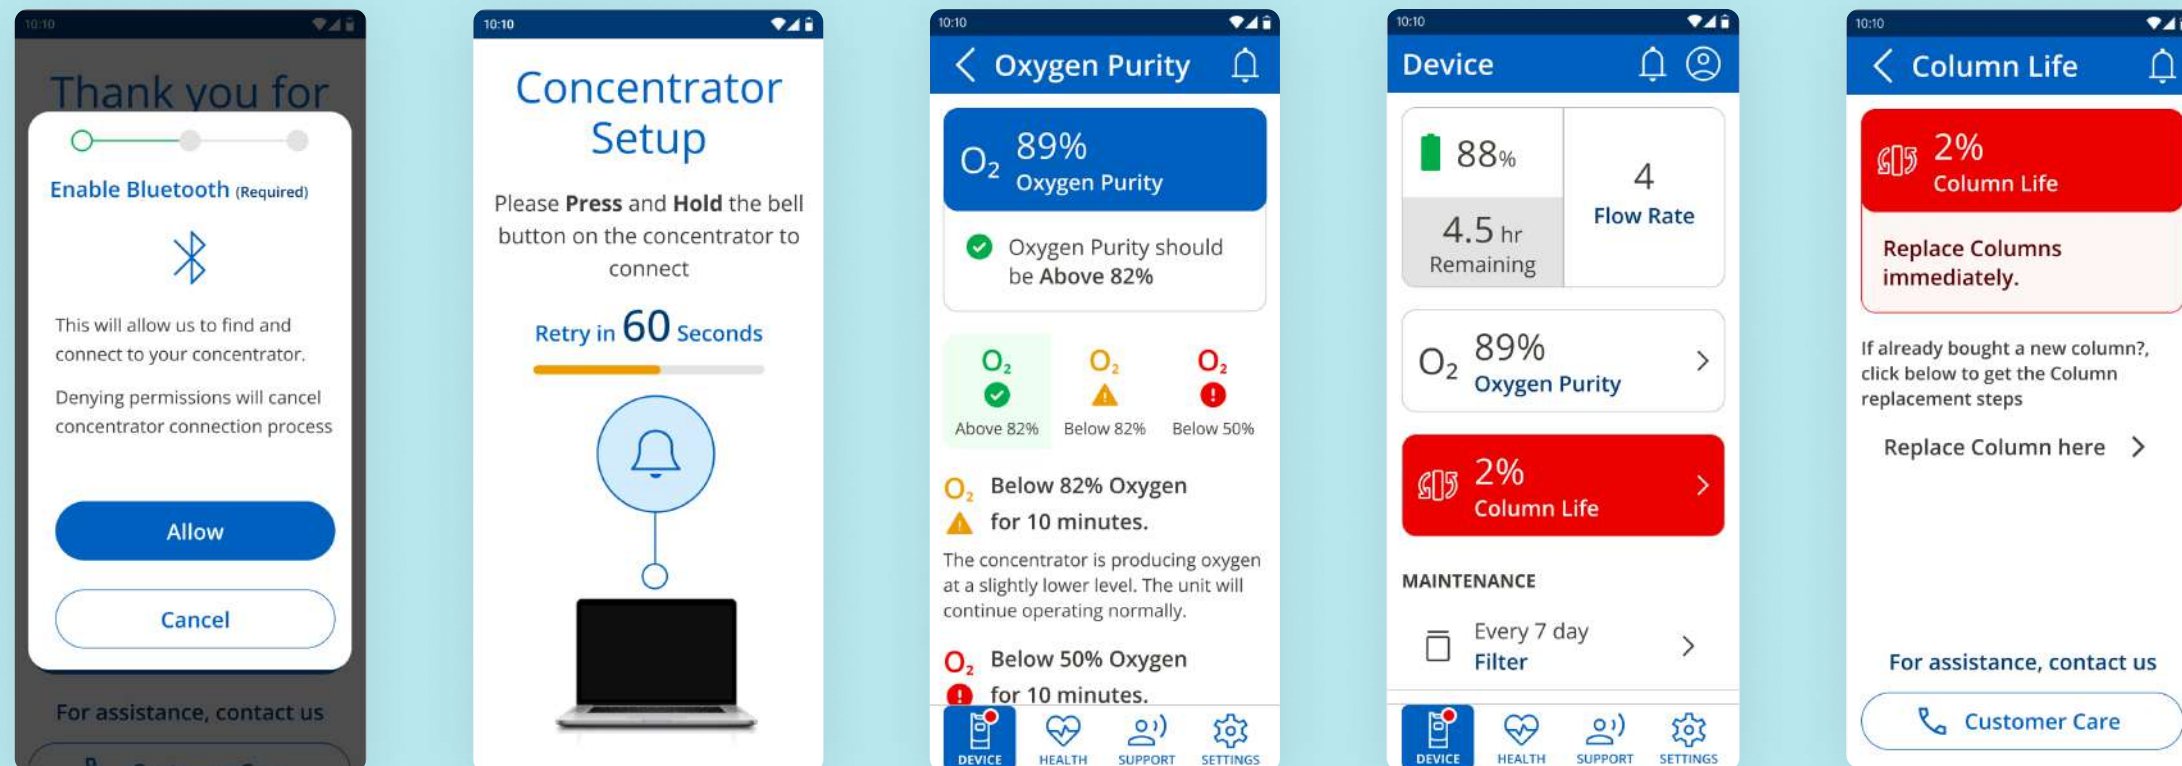 10:10
Thank you for
Enable Bluetooth (Required)
This will allow us to find and
connect to your concentrator.
Denying permissions will cancel
concentrator connection process
Allow
Cancel
For assistance, contact us
10:10
Concentrator
Setup
Please Press and Hold the bell
button on the concentrator to
connect
Retry in 60 Seconds
10:10
Oxygen Purity
O₂ 89%
Oxygen Purity
Oxygen Purity should
be Above 82%
O₂ O₂ O₂
Above 82% Below 82% Below 50%
O₂ Below 82% Oxygen
for 10 minutes.
The concentrator is producing oxygen
at a slightly lower level. The unit will
continue operating normally.
O₂ Below 50% Oxygen
for 10 minutes.
DEVICE HEALTH SUPPORT SETTINGS
10:10
Device
88%
4.5 hr
Remaining
4
Flow Rate
O₂ 89%
Oxygen Purity
2%
Column Life
MAINTENANCE
Every 7 day
Filter
DEVICE HEALTH SUPPORT SETTINGS
10:10
Column Life
2%
Column Life
Replace Columns
immediately.
If already bought a new column?,
click below to get the Column
replacement steps
Replace Column here
For assistance, contact us
Customer Care